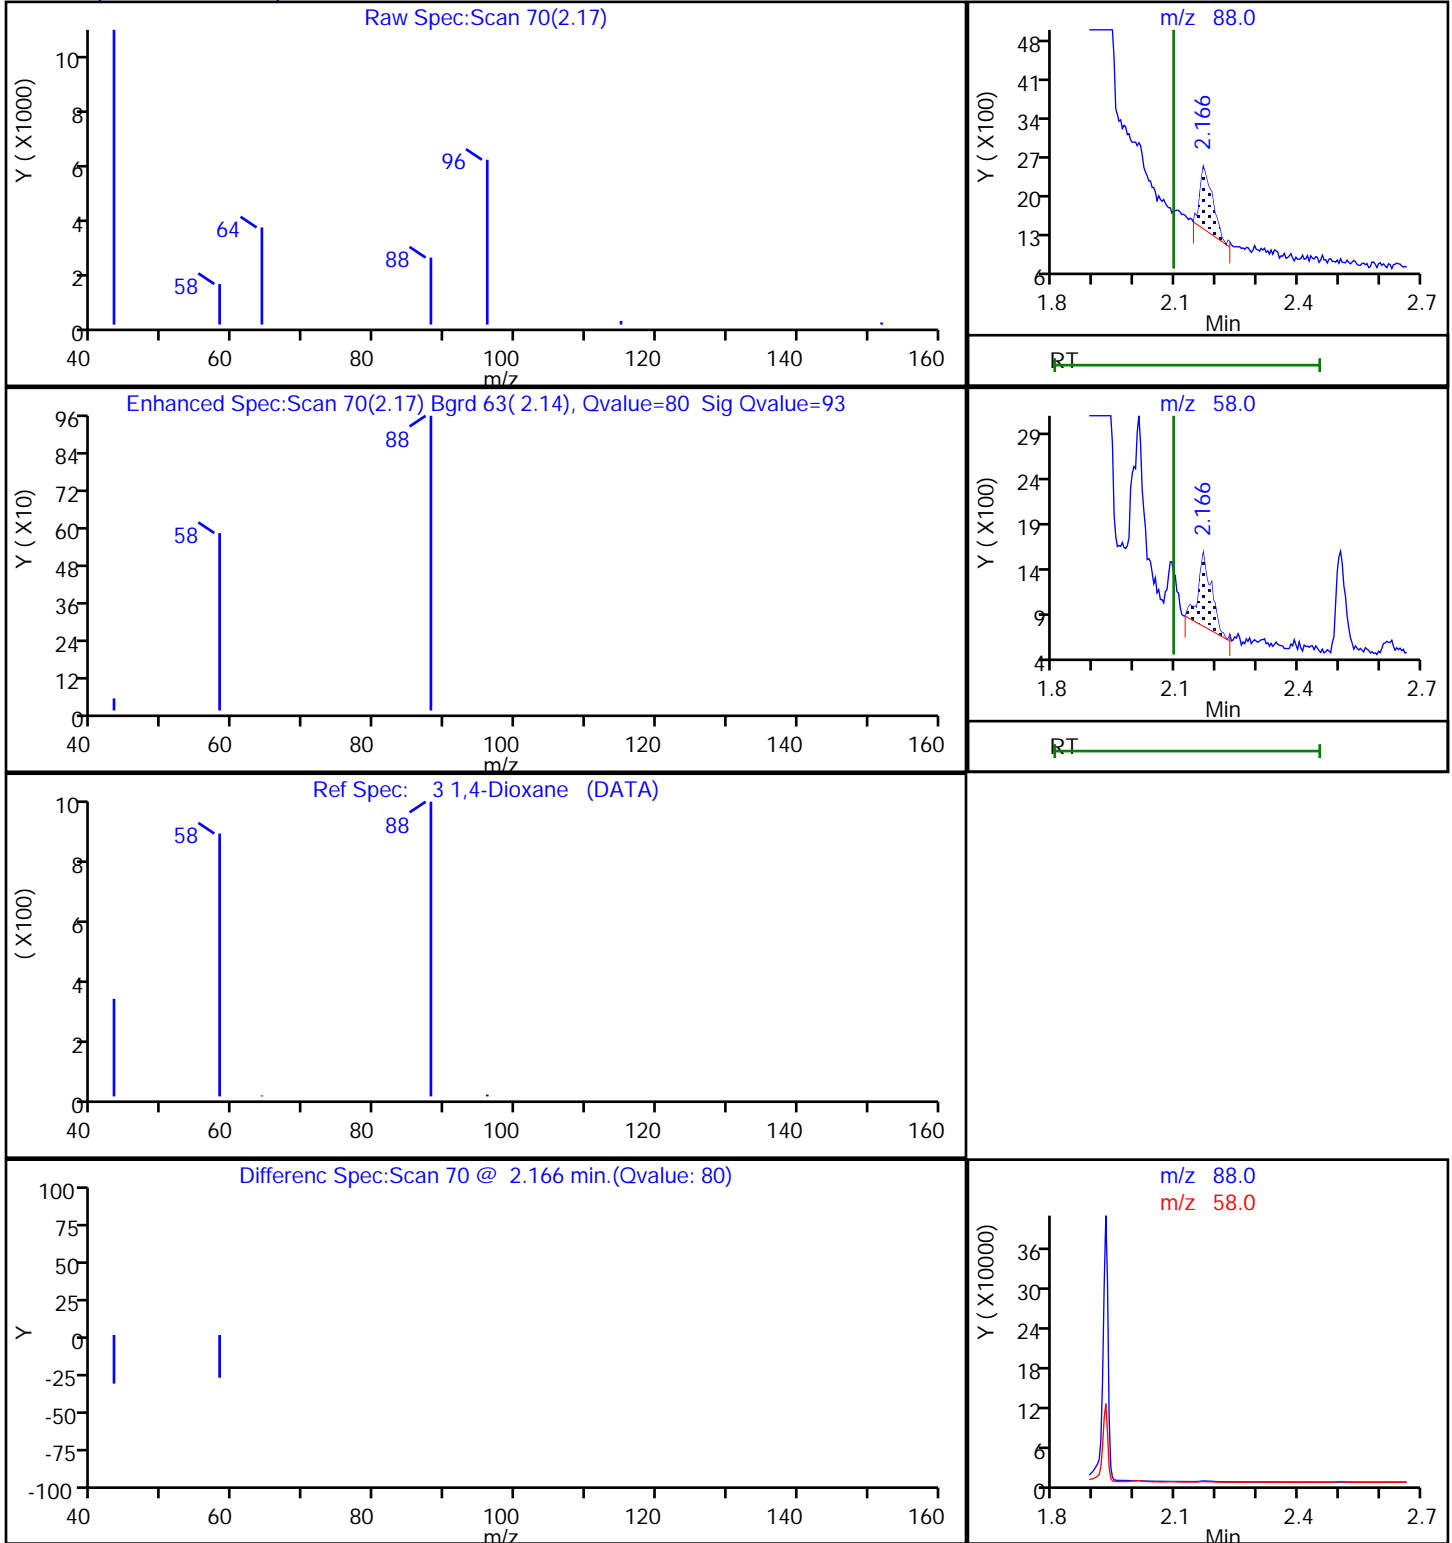 Raw Spec:Scan 70(2.17)
Y ( X1000)
10
8
6
4
2
0
96
64
88
58
40 60 80 100 120 140 160
m/z
m/z 88.0
Y ( X100)
48
41
34
27
20
13
6
2.166
1.8 2.1 2.4 2.7
Min
RT
Enhanced Spec:Scan 70(2.17) Bgrd 63( 2.14), Qvalue=80 Sig Qvalue=93
Y ( X10)
96
84
72
60
48
36
24
12
0
88
58
40 60 80 100 120 140 160
m/z
m/z 58.0
Y ( X100)
29
24
19
14
9
4
2.166
1.8 2.1 2.4 2.7
Min
RT
Ref Spec: 3 1,4-Dioxane (DATA)
( X100)
10
8
6
4
2
0
88
58
40 60 80 100 120 140 160
Differenc Spec:Scan 70 @ 2.166 min.(Qvalue: 80)
Y
100
75
50
25
0
-25
-50
-75
-100
40 60 80 100 120 140 160
m/z
m/z 88.0
m/z 58.0
Y ( X10000)
36
30
24
18
12
6
0
1.8 2.1 2.4 2.7
Min